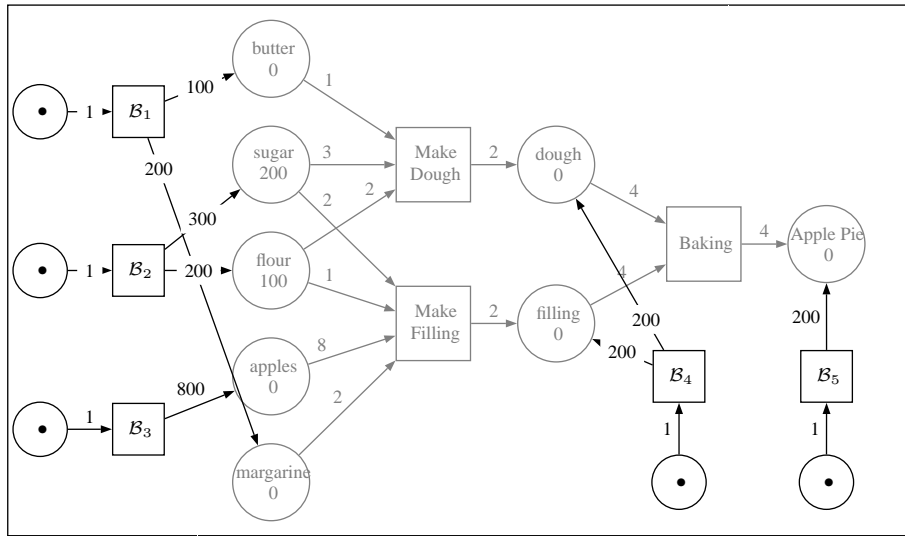 butter
0
1
1
𝓑₁
100
200
sugar
200
3
2
2
Make
Dough
2
dough
0
4
300
1
𝓑₂
200
flour
100
1
Baking
4
Apple Pie
0
4
Make
Filling
2
filling
0
200
200
200
8
apples
0
800
1
𝓑₃
2
𝓑₄
𝓑₅
1
1
margarine
0